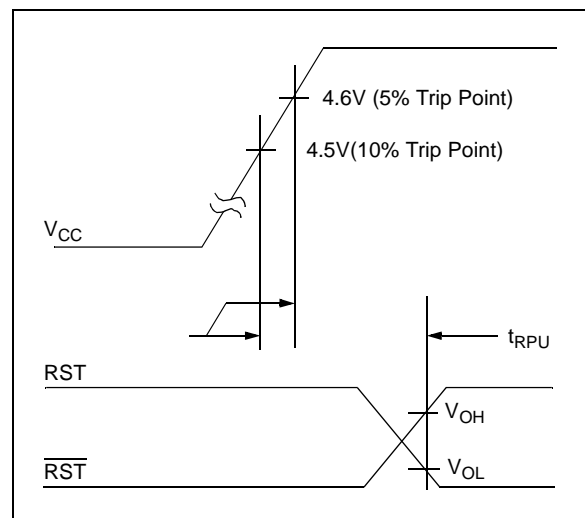 4.6V (5% Trip Point)
4.5V(10% Trip Point)
VCC
tRPU
RST
VOH
RST
VOL